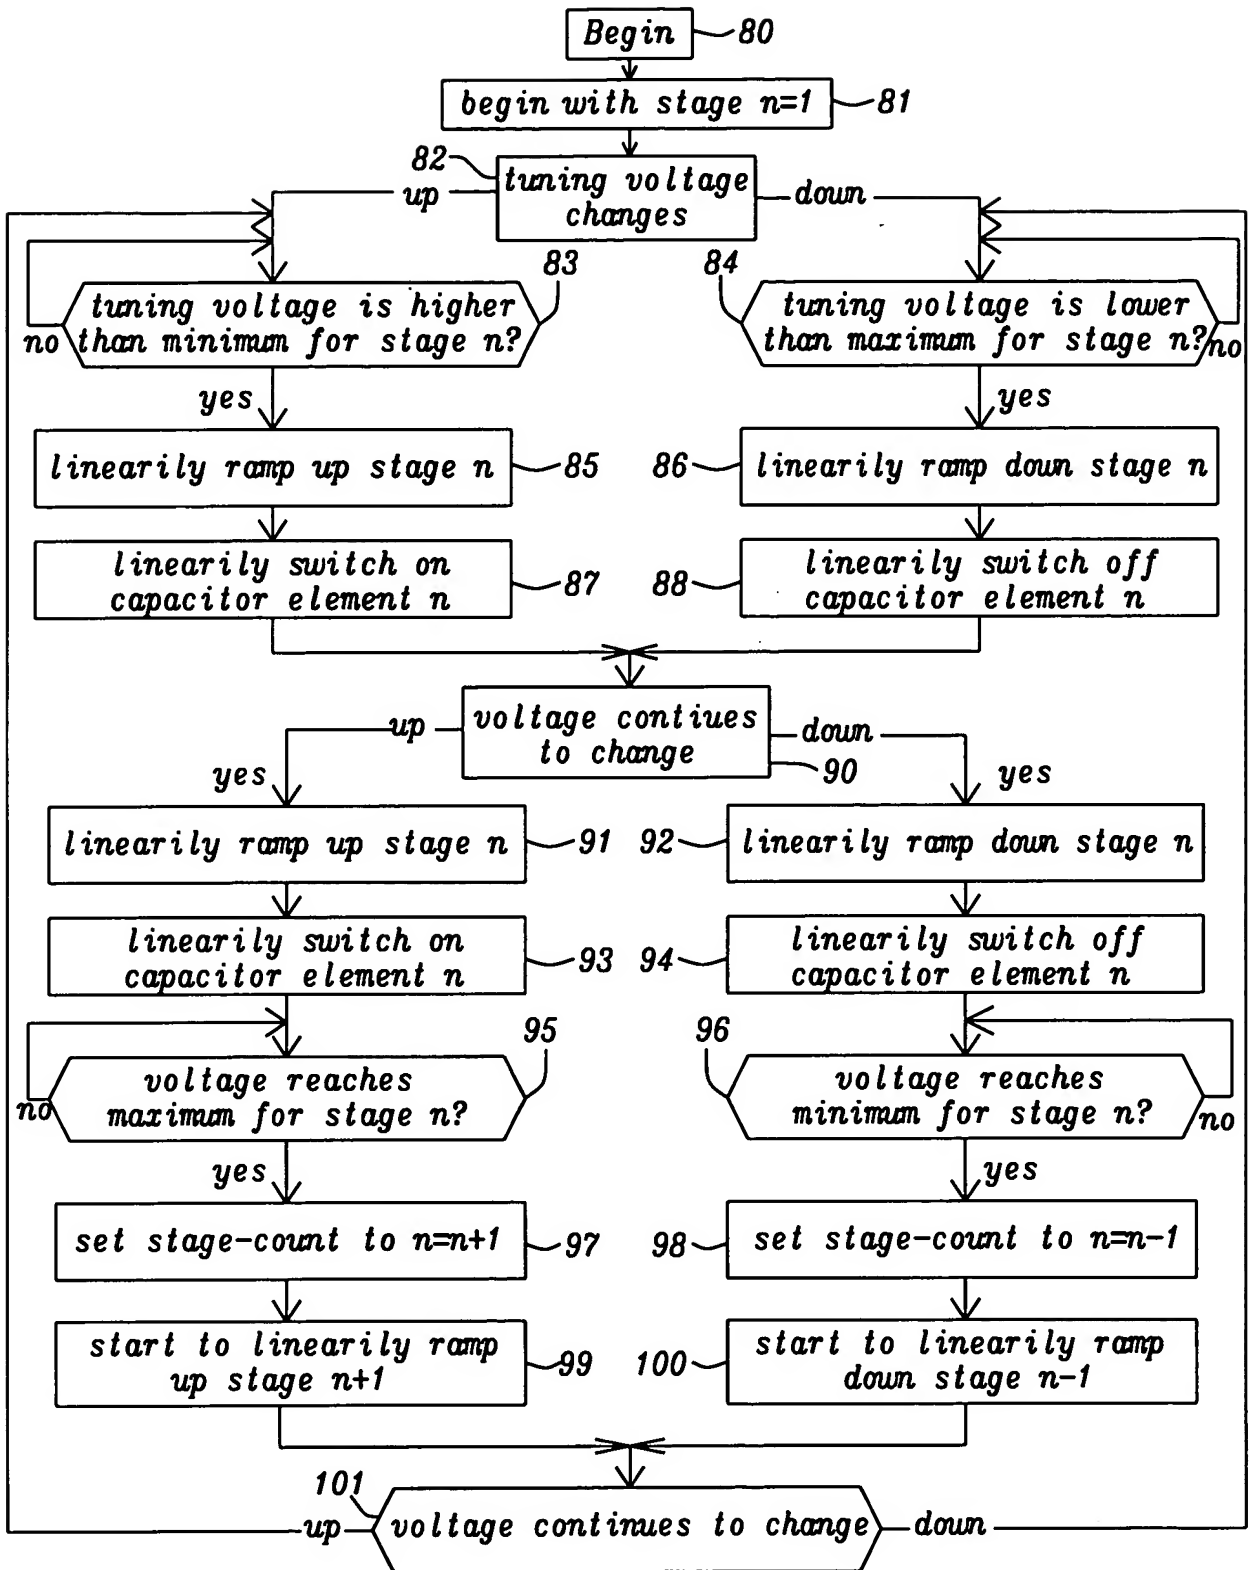 Begin
80
begin with stage n=1
81
82
up
tuning voltage
changes
down
83
84
tuning voltage is higher
than minimum for stage n?
no
tuning voltage is lower
than maximum for stage n?
no
yes
yes
linearily ramp up stage n
85
86
linearily ramp down stage n
linearily switch on
capacitor element n
87
88
linearily switch off
capacitor element n
up
voltage contiues
to change
down
90
yes
yes
linearily ramp up stage n
91
92
linearily ramp down stage n
linearily switch on
capacitor element n
93
94
linearily switch off
capacitor element n
95
96
voltage reaches
maximum for stage n?
no
voltage reaches
minimum for stage n?
no
yes
yes
set stage-count to n=n+1
97
98
set stage-count to n=n-1
start to linearily ramp
up stage n+1
99
100
start to linearily ramp
down stage n-1
101
up
voltage continues to change
down